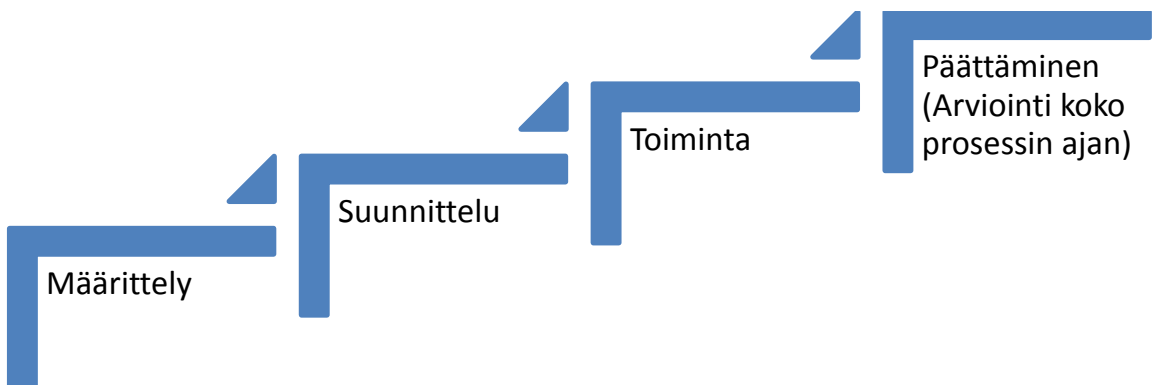 Määrittely
Suunnittelu
Toiminta
Päättäminen
(Arviointi koko
prosessin ajan)